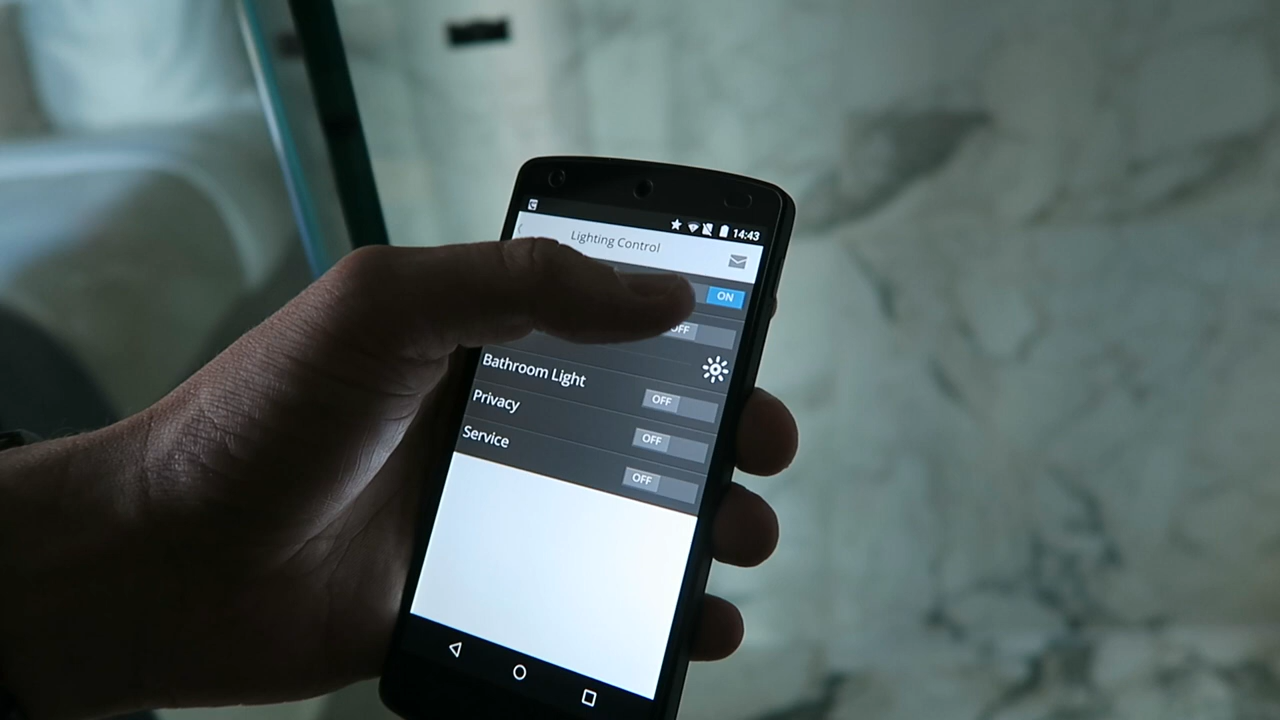 14:43
Lighting Control
ON
OFF
Bathroom Light
OFF
Privacy
OFF
Service
OFF